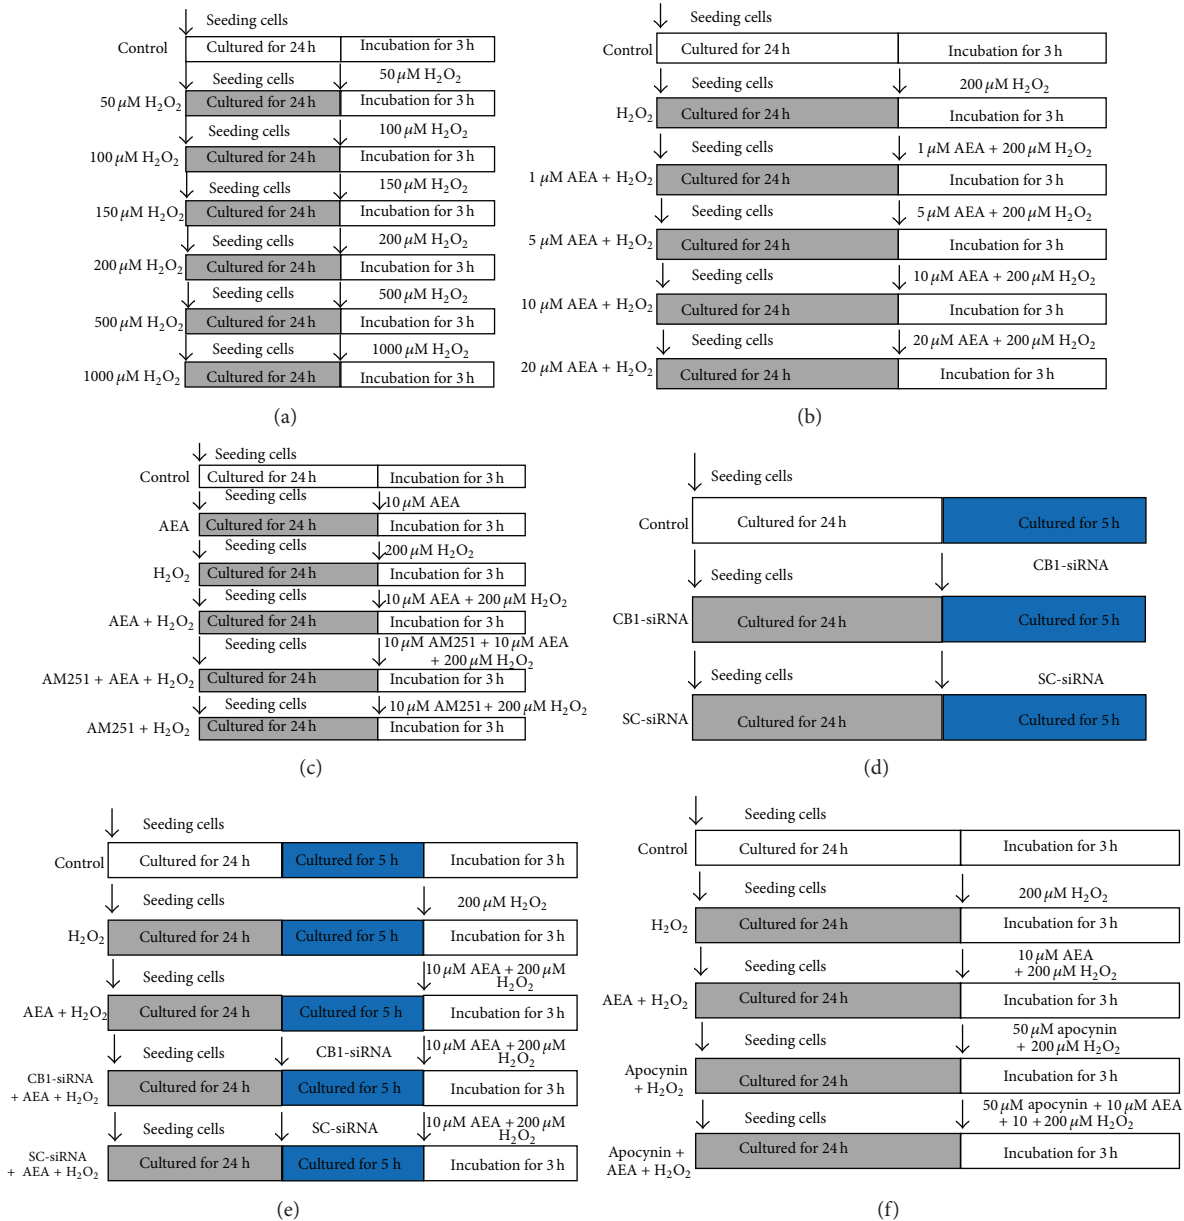 Seeding cells
Control Cultured for 24 h Incubation for 3 h
Seeding cells 50 μM H₂O₂
50 μM H₂O₂ Cultured for 24 h Incubation for 3 h
Seeding cells 100 μM H₂O₂
100 μM H₂O₂ Cultured for 24 h Incubation for 3 h
Seeding cells 150 μM H₂O₂
150 μM H₂O₂ Cultured for 24 h Incubation for 3 h
Seeding cells 200 μM H₂O₂
200 μM H₂O₂ Cultured for 24 h Incubation for 3 h
Seeding cells 500 μM H₂O₂
500 μM H₂O₂ Cultured for 24 h Incubation for 3 h
Seeding cells 1000 μM H₂O₂
1000 μM H₂O₂ Cultured for 24 h Incubation for 3 h
(a)
Seeding cells
Control Cultured for 24 h Incubation for 3 h
Seeding cells 200 μM H₂O₂
H₂O₂ Cultured for 24 h Incubation for 3 h
Seeding cells 1 μM AEA + 200 μM H₂O₂
1 μM AEA + H₂O₂ Cultured for 24 h Incubation for 3 h
Seeding cells 5 μM AEA + 200 μM H₂O₂
5 μM AEA + H₂O₂ Cultured for 24 h Incubation for 3 h
Seeding cells 10 μM AEA + 200 μM H₂O₂
10 μM AEA + H₂O₂ Cultured for 24 h Incubation for 3 h
Seeding cells 20 μM AEA + 200 μM H₂O₂
20 μM AEA + H₂O₂ Cultured for 24 h Incubation for 3 h
(b)
Seeding cells
Control Cultured for 24 h Incubation for 3 h
Seeding cells 10 μM AEA
AEA Cultured for 24 h Incubation for 3 h
Seeding cells 200 μM H₂O₂
H₂O₂ Cultured for 24 h Incubation for 3 h
Seeding cells 10 μM AEA + 200 μM H₂O₂
AEA + H₂O₂ Cultured for 24 h Incubation for 3 h
Seeding cells 10 μM AM251 + 10 μM AEA
+ 200 μM H₂O₂
AM251 + AEA + H₂O₂ Cultured for 24 h Incubation for 3 h
Seeding cells 10 μM AM251 + 200 μM H₂O₂
AM251 + H₂O₂ Cultured for 24 h Incubation for 3 h
(c)
Seeding cells
Control Cultured for 24 h Cultured for 5 h
Seeding cells CB1-siRNA
CB1-siRNA Cultured for 24 h Cultured for 5 h
Seeding cells SC-siRNA
SC-siRNA Cultured for 24 h Cultured for 5 h
(d)
Seeding cells
Control Cultured for 24 h Cultured for 5 h Incubation for 3 h
Seeding cells 200 μM H₂O₂
H₂O₂ Cultured for 24 h Cultured for 5 h Incubation for 3 h
Seeding cells 10 μM AEA + 200 μM
H₂O₂
AEA + H₂O₂ Cultured for 24 h Cultured for 5 h Incubation for 3 h
Seeding cells CB1-siRNA 10 μM AEA + 200 μM
H₂O₂
CB1-siRNA
+ AEA + H₂O₂ Cultured for 24 h Cultured for 5 h Incubation for 3 h
Seeding cells SC-siRNA 10 μM AEA + 200 μM
H₂O₂
SC-siRNA
+ AEA + H₂O₂ Cultured for 24 h Cultured for 5 h Incubation for 3 h
(e)
Seeding cells
Control Cultured for 24 h Incubation for 3 h
Seeding cells 200 μM H₂O₂
H₂O₂ Cultured for 24 h Incubation for 3 h
Seeding cells 10 μM AEA
+ 200 μM H₂O₂
AEA + H₂O₂ Cultured for 24 h Incubation for 3 h
Seeding cells 50 μM apocynin
+ 200 μM H₂O₂
Apocynin
+ H₂O₂ Cultured for 24 h Incubation for 3 h
Seeding cells 50 μM apocynin + 10 μM AEA
+ 10 + 200 μM H₂O₂
Apocynin +
AEA + H₂O₂ Cultured for 24 h Incubation for 3 h
(f)